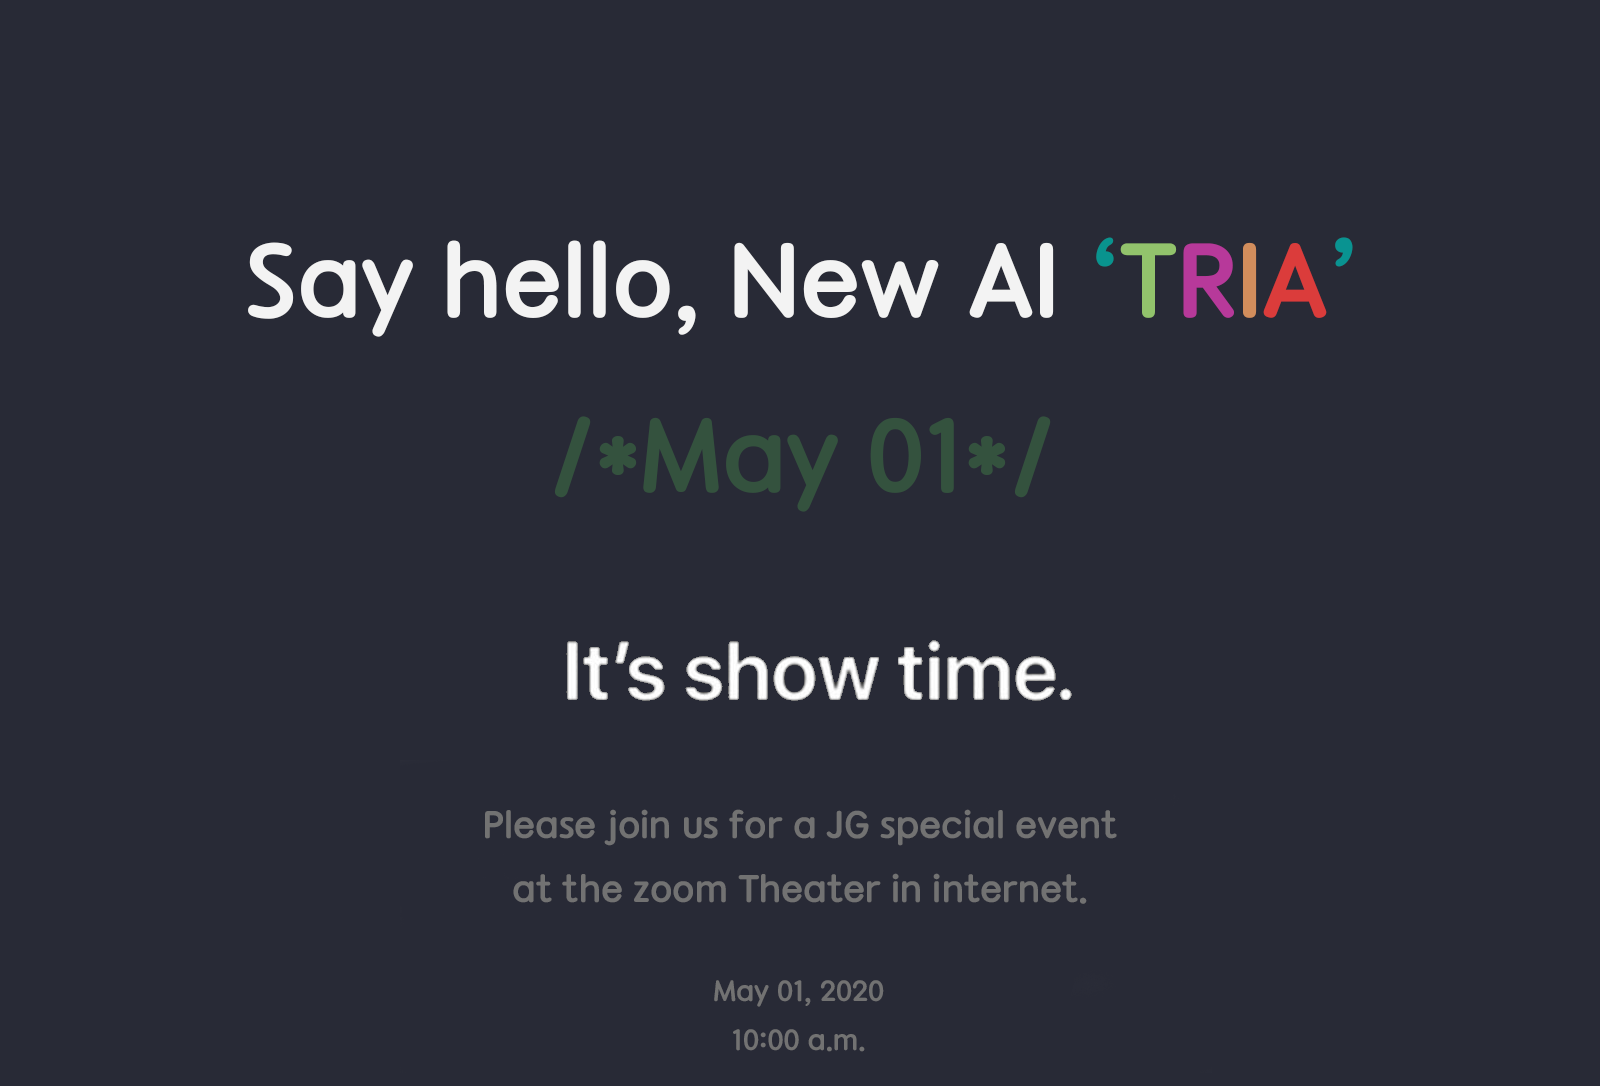 Say hello, New AI ‘TRIA’
/*May 01*/
It’s show time.
Please join us for a JG special event
at the zoom Theater in internet.
May 01, 2020
10:00 a.m.